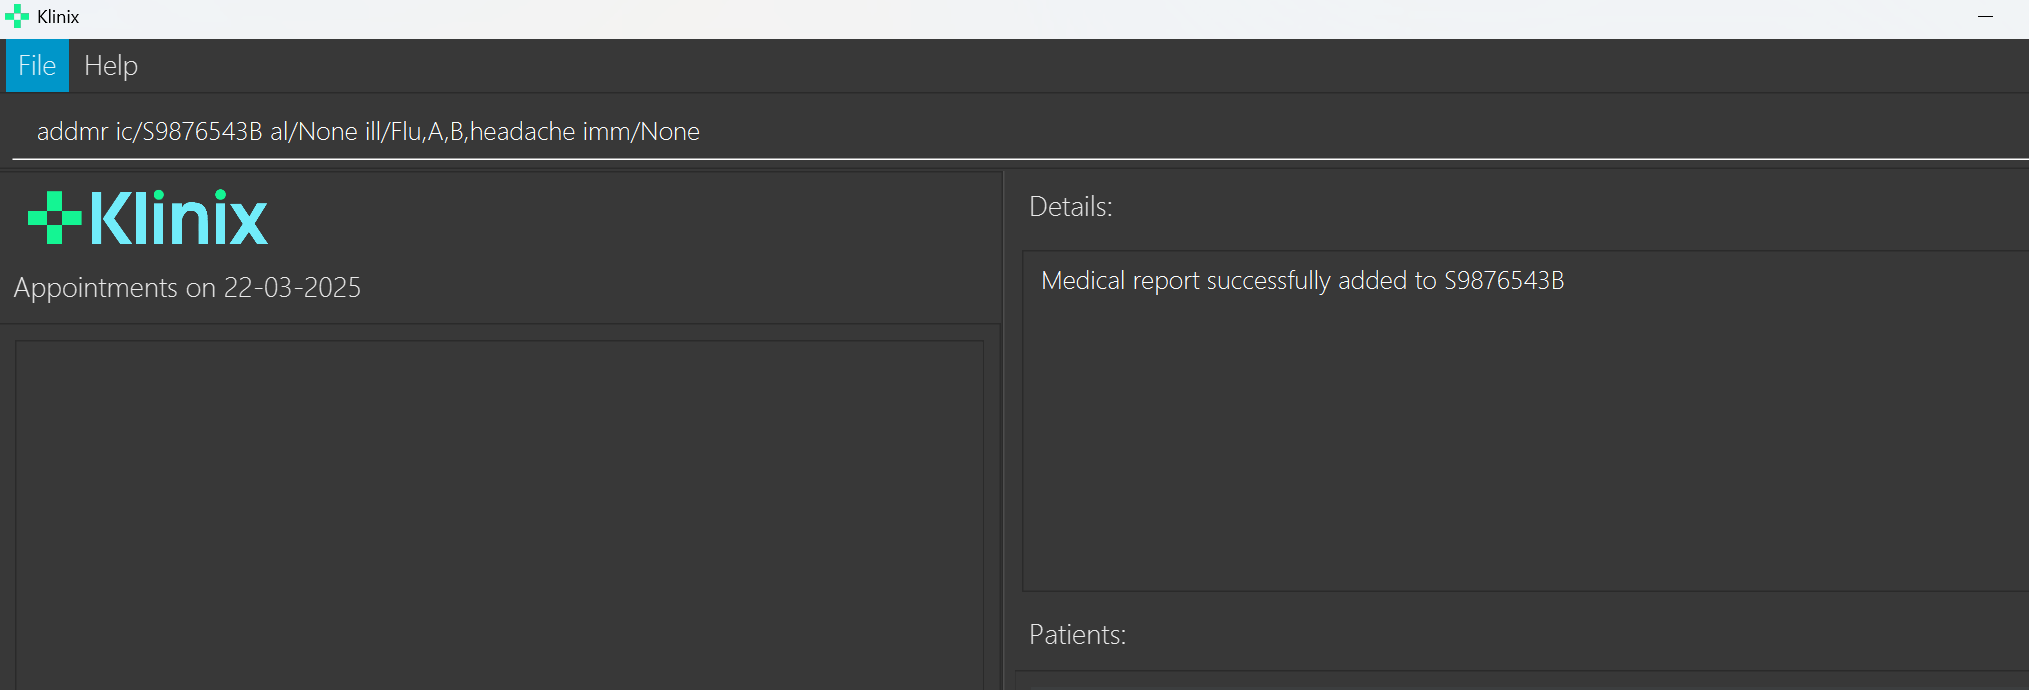 Klinix
File Help
addmr ic/S9876543B al/None ill/Flu,A,B,headache imm/None
Klinix
Appointments on 22-03-2025
Details:
Medical report successfully added to S9876543B
Patients: